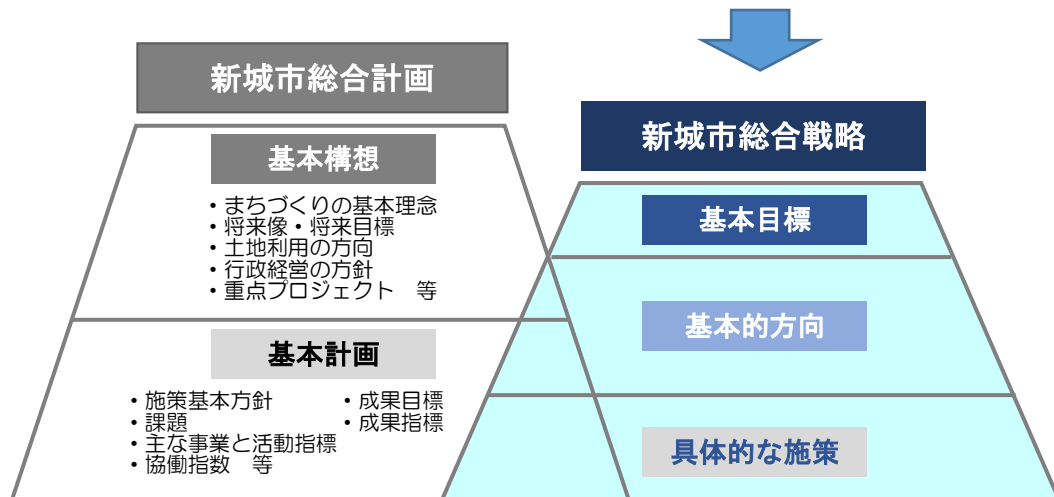 新城市総合計画
基本構想
・まちづくりの基本理念
・将来像・将来目標
・土地利用の方向
・行政経営の方針
・重点プロジェクト　等
基本計画
・施策基本方針　・成果目標
・課題　・成果指標
・主な事業と活動指標
・協働指数　等
新城市総合戦略
基本目標
基本的方向
具体的な施策